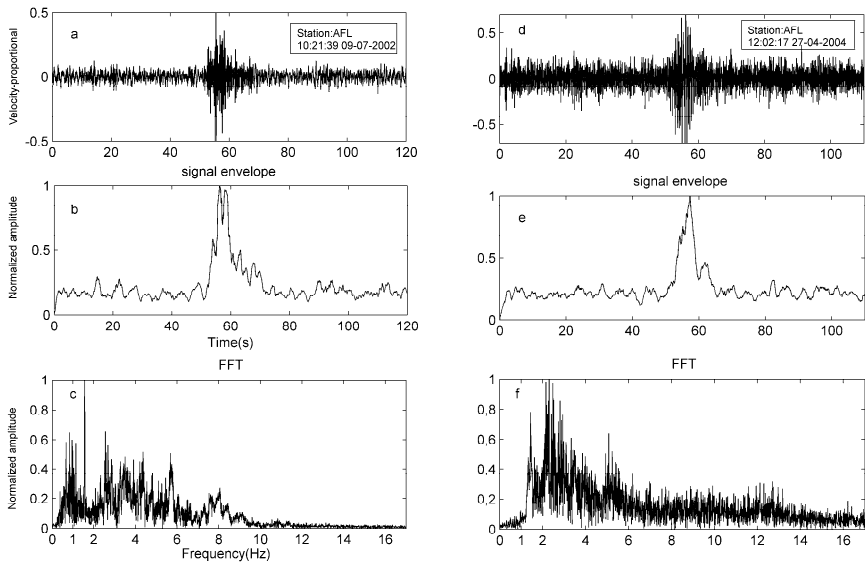 a
Station:AFL
10:21:39 09-07-2002
Velocity-proportional
0.5
0
-0.5
0 20 40 60 80 100 120
signal envelope
b
Normalized amplitude
1
0.5
0
0 20 40 60 80 100 120
Time(s)
FFT
c
Normalized amplitude
1
0.8
0.6
0.4
0.2
0
0 1 2 4 6 8 10 12 14 16
Frequency(Hz)
d
Station:AFL
12:02:17 27-04-2004
0.5
0
-0.5
0 20 40 60 80 100
signal envelope
e
1
0.5
0
0 20 40 60 80 100
FFT
f
1
0,8
0,6
0,4
0,2
0
0 1 2 4 6 8 10 12 14 16